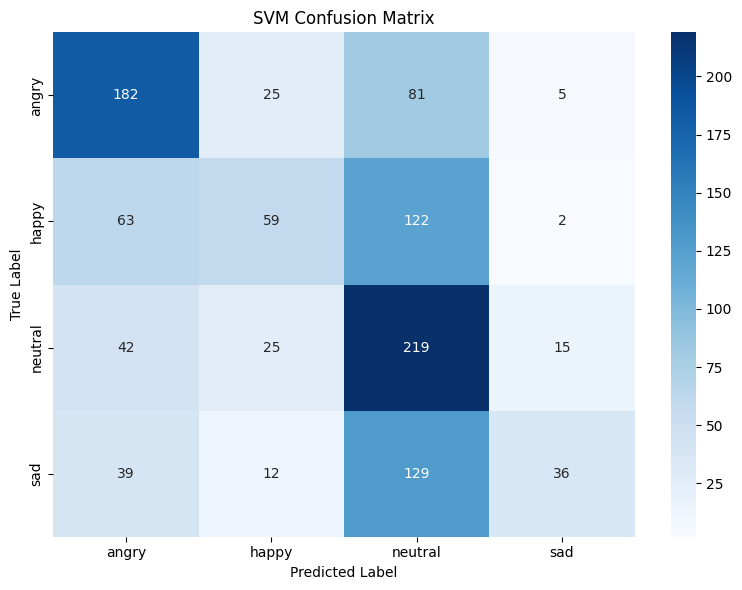 SVM Confusion Matrix
angry 182 25 81 5
happy 63 59 122 2
neutral 42 25 219 15
sad 39 12 129 36
angry happy neutral sad
Predicted Label
True Label
200
175
150
125
100
75
50
25